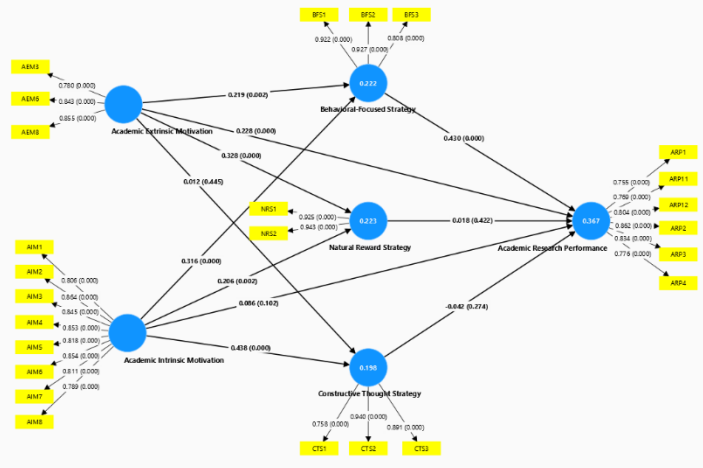 BFS1
BFS2
BFS3
0.922 (0.000)
0.927 (0.000)
0.808 (0.000)
0.222
Behavioral-Focused Strategy
AEM3
AEM6
AEM8
0.780 (0.000)
0.843 (0.000)
0.855 (0.000)
Academic Extrinsic Motivation
0.219 (0.002)
0.228 (0.000)
0.328 (0.000)
0.012 (0.445)
0.430 (0.000)
NRS1
NRS2
0.925 (0.000)
0.943 (0.000)
0.223
Natural Reward Strategy
0.018 (0.422)
ARP1
ARP11
ARP12
ARP2
ARP3
ARP4
0.755 (0.000)
0.769 (0.000)
0.804 (0.000)
0.862 (0.000)
0.834 (0.000)
0.776 (0.000)
0.367
Academic Research Performance
AIM1
AIM2
AIM3
AIM4
AIM5
AIM6
AIM7
AIM8
0.806 (0.000)
0.864 (0.000)
0.845 (0.000)
0.853 (0.000)
0.818 (0.000)
0.854 (0.000)
0.811 (0.000)
0.789 (0.000)
Academic Intrinsic Motivation
0.316 (0.000)
0.206 (0.002)
0.086 (0.102)
0.438 (0.000)
-0.042 (0.274)
0.198
Constructive Thought Strategy
0.758 (0.000)
0.940 (0.000)
0.891 (0.000)
CTS1
CTS2
CTS3